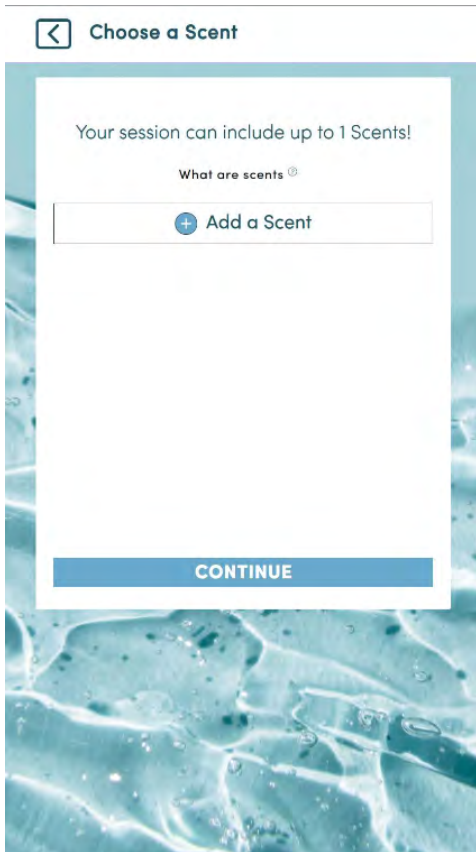 Choose a Scent
Your session can include up to 1 Scents!
What are scents
Add a Scent
CONTINUE